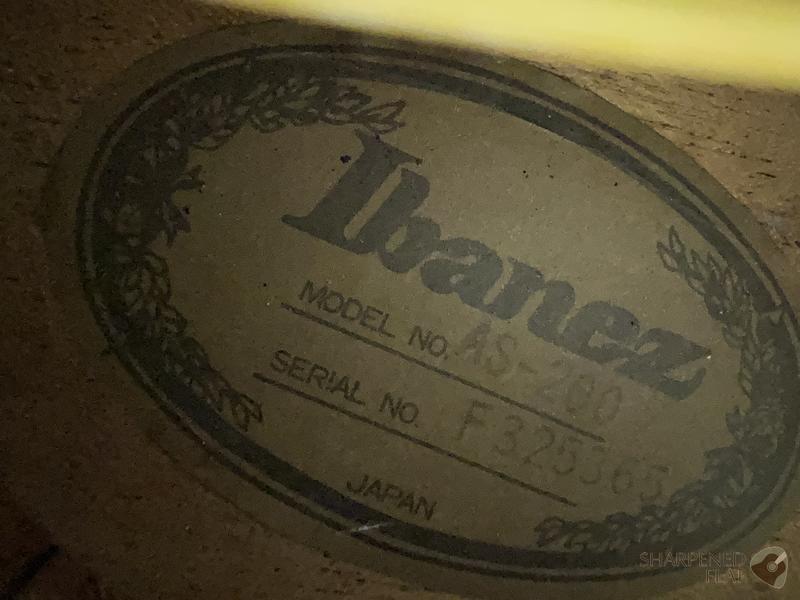 Ibanez
MODEL NO. AS-200
SERIAL NO. F325365
JAPAN
SHARPENED
FLAT